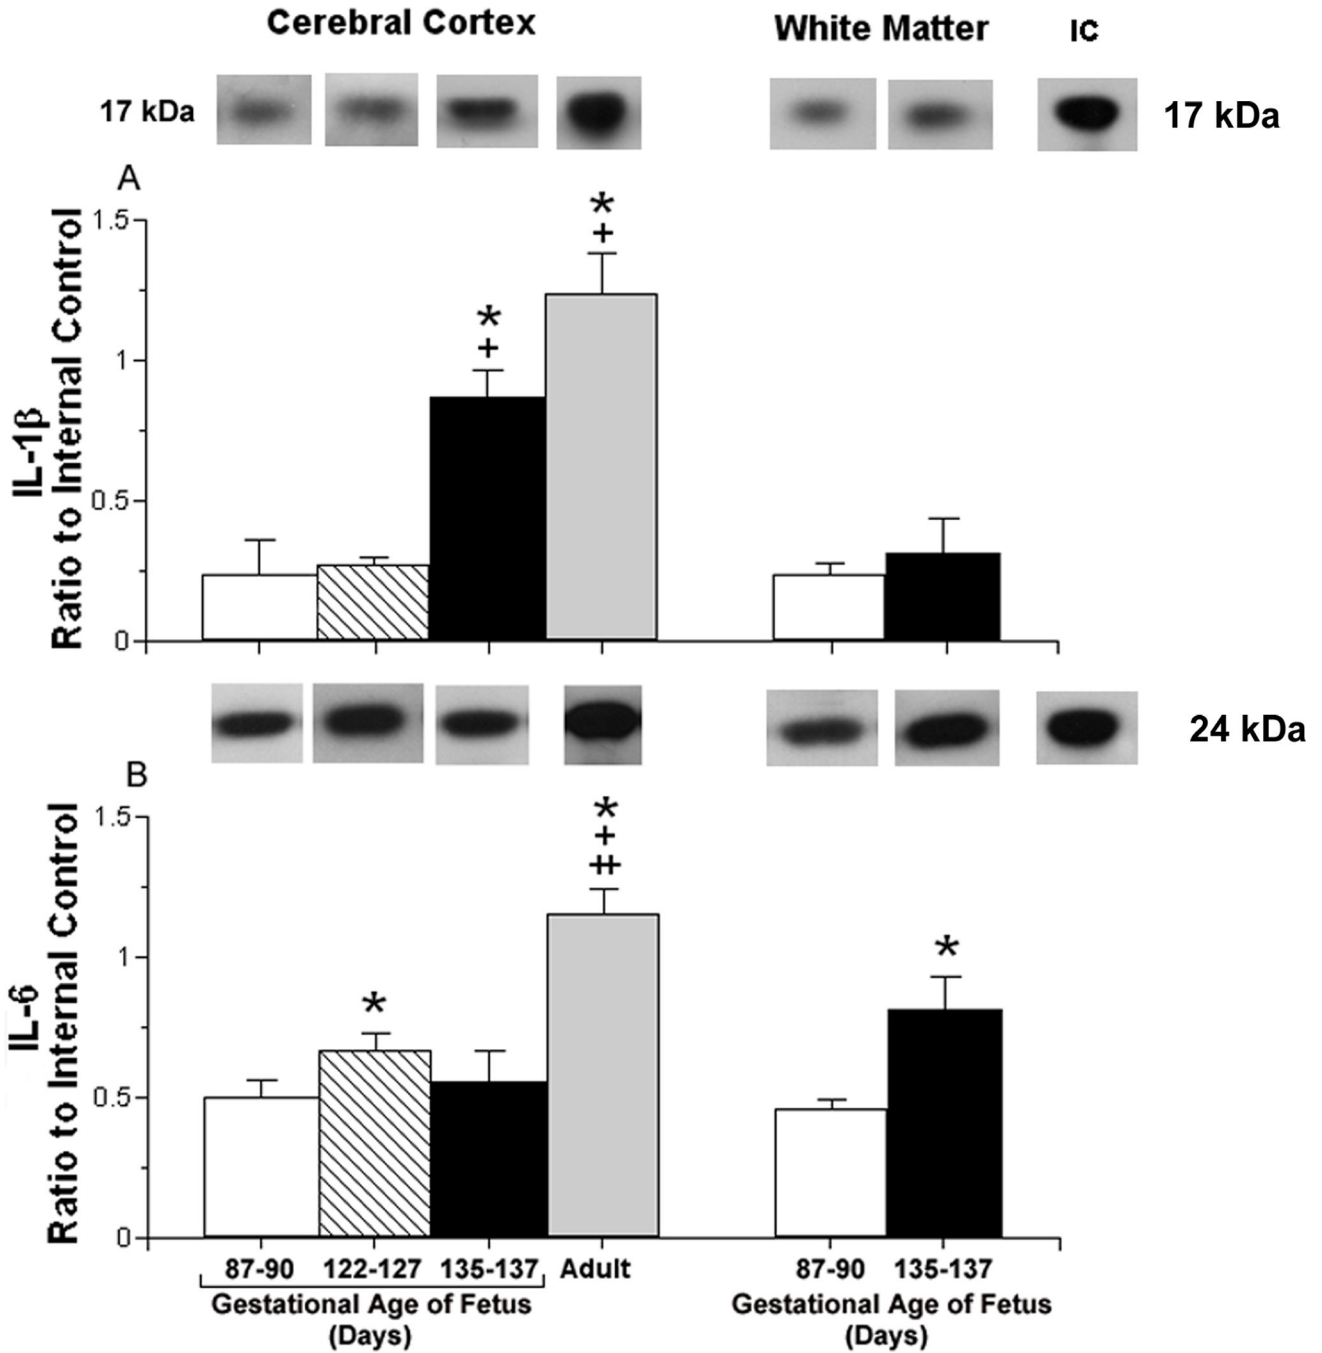 Cerebral Cortex
White Matter
IC
17 kDa
17 kDa
A
*
+
*
+
1.5
1
0.5
0
IL-1β
Ratio to Internal Control
24 kDa
B
*
+
++
*
*
1.5
1
0.5
0
IL-6
Ratio to Internal Control
87-90 122-127 135-137 Adult
87-90 135-137
Gestational Age of Fetus
(Days)
Gestational Age of Fetus
(Days)